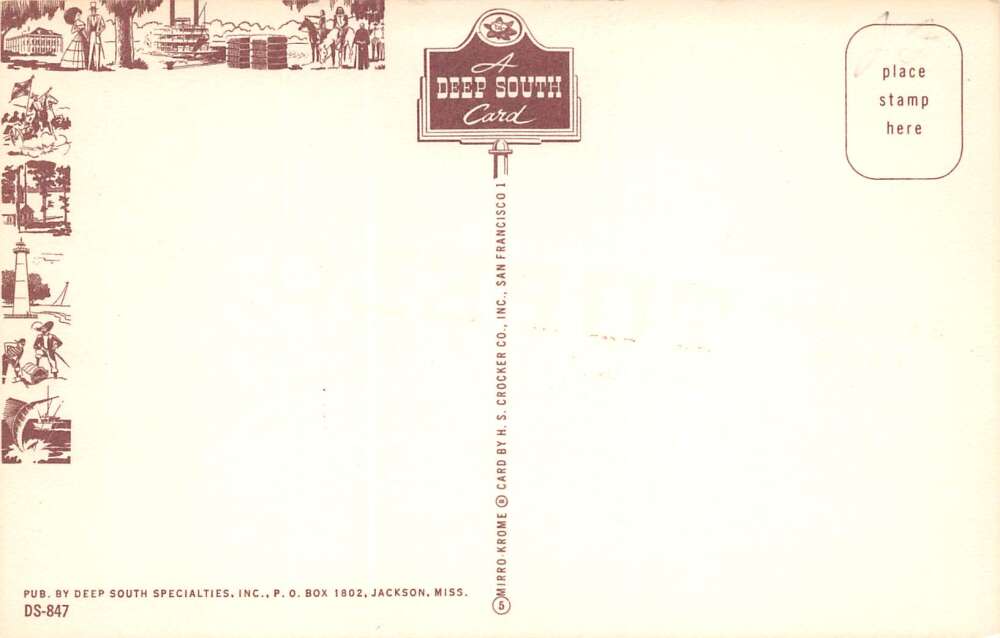 A
DEEP SOUTH
Card
place
stamp
here
MIRRO-KROME ® CARD BY H. S. CROCKER CO., INC., SAN FRANCISCO 1
5
PUB. BY DEEP SOUTH SPECIALTIES, INC., P. O. BOX 1802, JACKSON, MISS.
DS-847